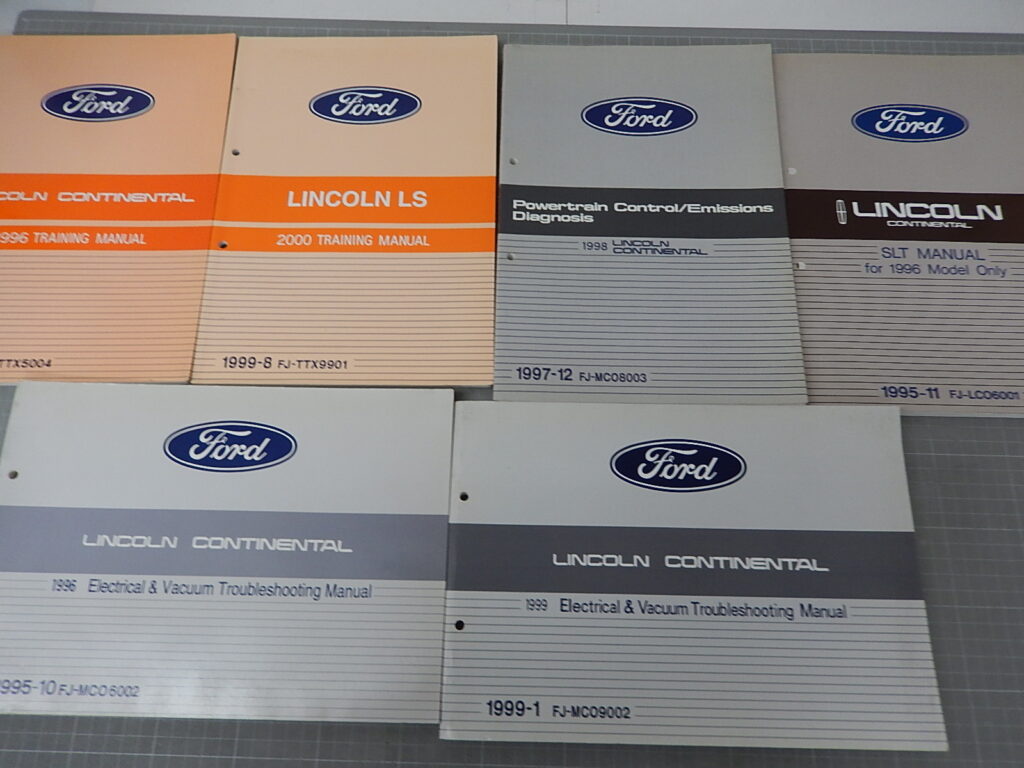 Ford
COLN CONTINENTAL
1996 TRAINING MANUAL
TTX5004
Ford
LINCOLN LS
2000 TRAINING MANUAL
1999-8 FJ-TTX9901
Ford
Powertrain Control/Emissions
Diagnosis
1998 LINCOLN
CONTINENTAL
1997-12 FJ-MCO8003
Ford
LINCOLN
CONTINENTAL
SLT MANUAL
for 1996 Model Only
1995-11 FJ-LCO6001
Ford
LINCOLN CONTINENTAL
1996 Electrical & Vacuum Troubleshooting Manual
1995-10 FJ-MCO6002
Ford
LINCOLN CONTINENTAL
1999 Electrical & Vacuum Troubleshooting Manual
1999-1 FJ-MCO9002